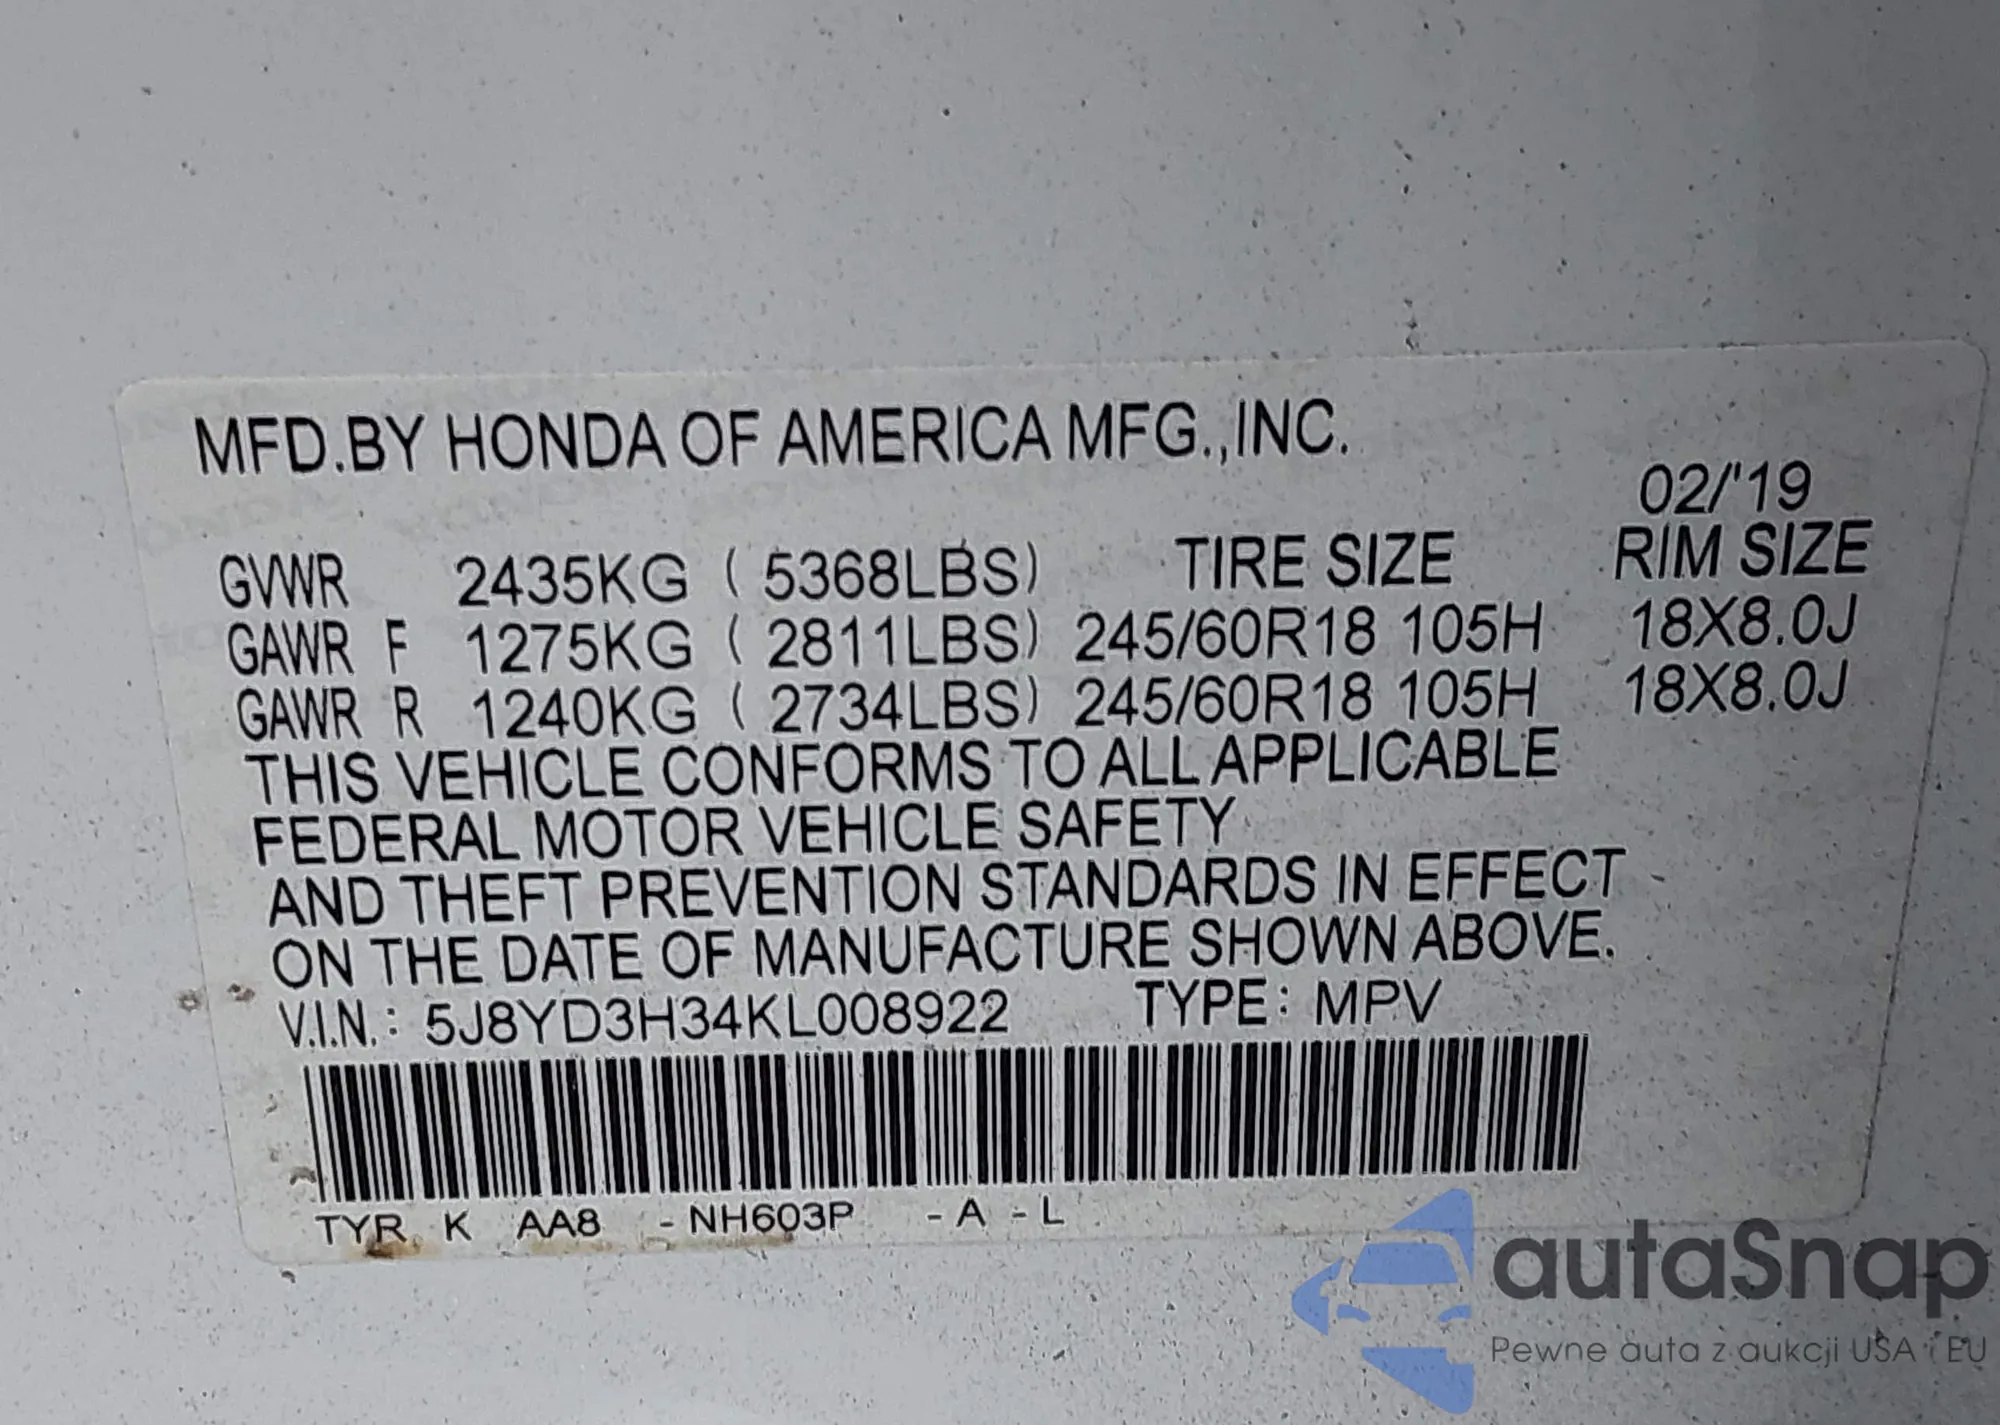 MFD.BY HONDA OF AMERICA MFG.,INC.
02/'19
GVWR 2435KG ( 5368LBS) TIRE SIZE RIM SIZE
GAWR F 1275KG ( 2811LBS) 245/60R18 105H 18X8.0J
GAWR R 1240KG ( 2734LBS) 245/60R18 105H 18X8.0J
THIS VEHICLE CONFORMS TO ALL APPLICABLE
FEDERAL MOTOR VEHICLE SAFETY
AND THEFT PREVENTION STANDARDS IN EFFECT
ON THE DATE OF MANUFACTURE SHOWN ABOVE.
V.I.N.: 5J8YD3H34KL008922 TYPE: MPV
TYR K AA8 - NH603P - A - L
autaSnap
Pewne auta z aukcji USA i EU